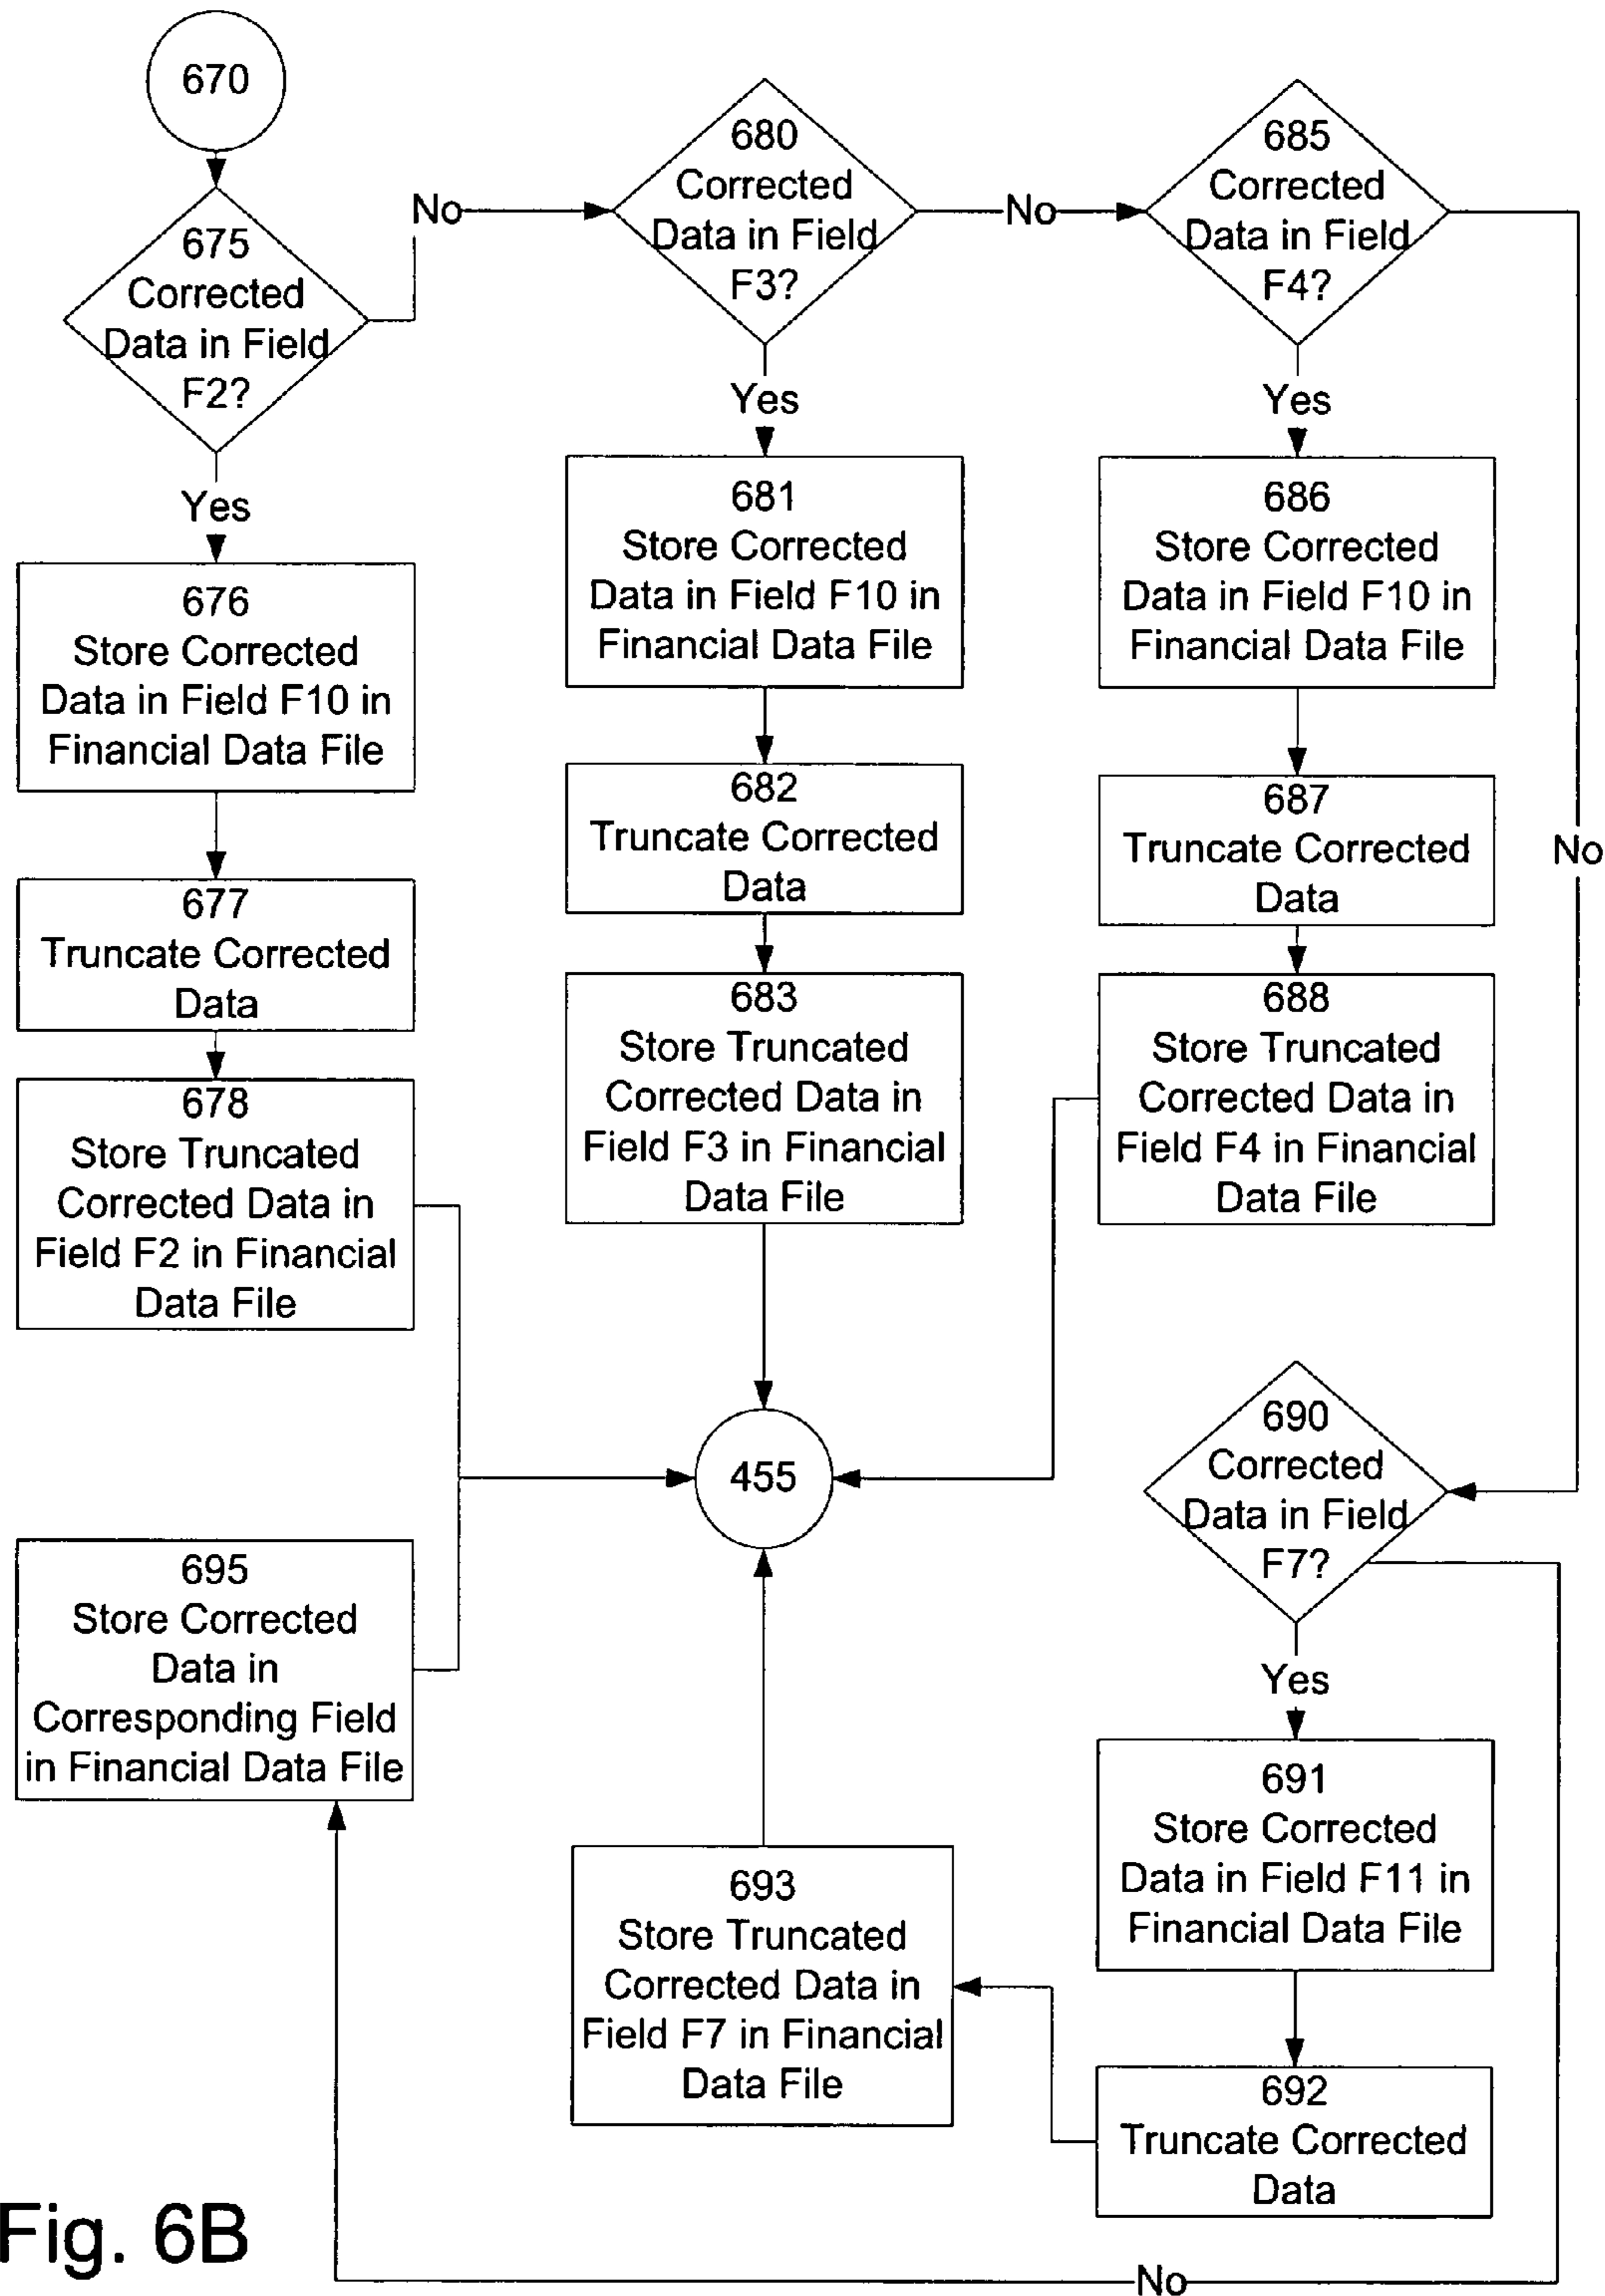 670
675
Corrected
Data in Field
F2?
No
680
Corrected
Data in Field
F3?
No
685
Corrected
Data in Field
F4?
No
Yes
676
Store Corrected
Data in Field F10 in
Financial Data File
677
Truncate Corrected
Data
678
Store Truncated
Corrected Data in
Field F2 in Financial
Data File
Yes
681
Store Corrected
Data in Field F10 in
Financial Data File
682
Truncate Corrected
Data
683
Store Truncated
Corrected Data in
Field F3 in Financial
Data File
Yes
686
Store Corrected
Data in Field F10 in
Financial Data File
687
Truncate Corrected
Data
688
Store Truncated
Corrected Data in
Field F4 in Financial
Data File
455
690
Corrected
Data in Field
F7?
Yes
691
Store Corrected
Data in Field F11 in
Financial Data File
692
Truncate Corrected
Data
693
Store Truncated
Corrected Data in
Field F7 in Financial
Data File
695
Store Corrected
Data in
Corresponding Field
in Financial Data File
No
Fig. 6B